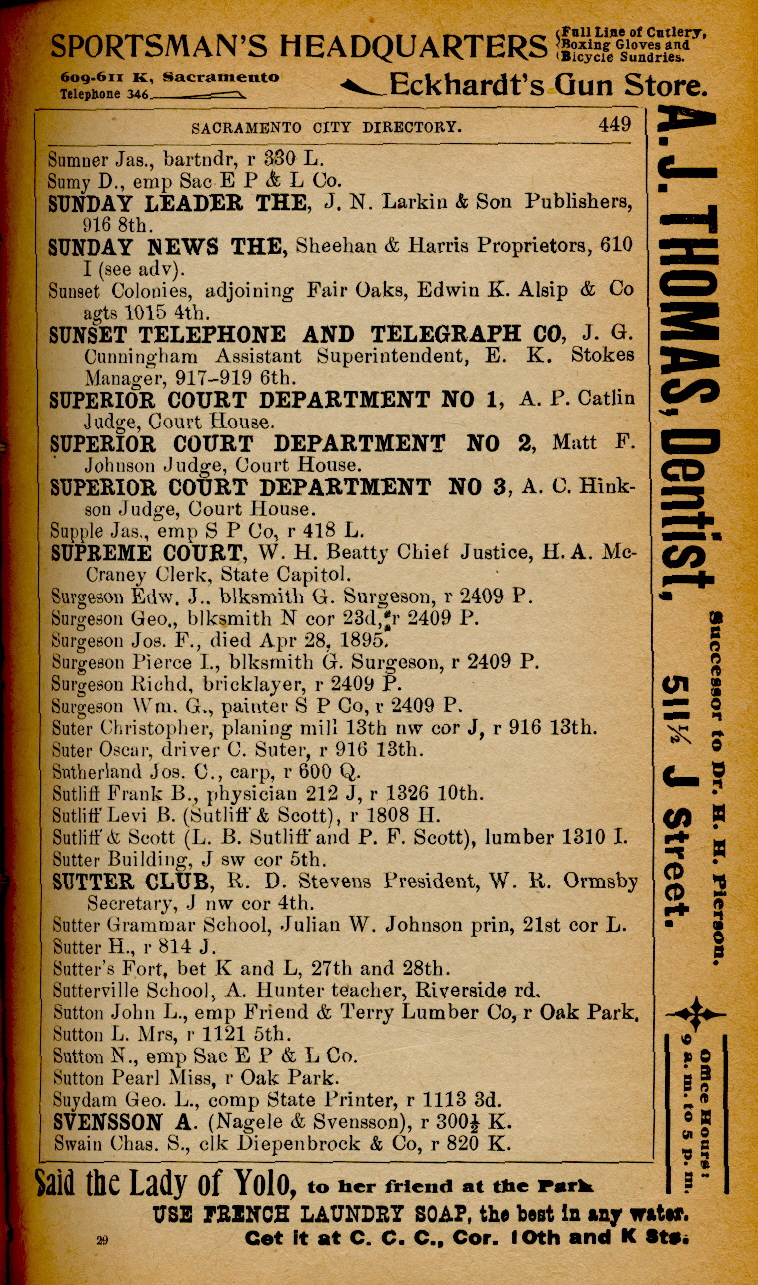 SPORTSMAN'S HEADQUARTERS
Full Line of Cutlery,
Boxing Gloves and
Bicycle Sundries.
609-611 K, Sacramento
Telephone 346
Eckhardt's Gun Store.
SACRAMENTO CITY DIRECTORY. 449
Sumner Jas., bartndr, r 330 L.
Sumy D., emp Sac E P & L Co.
SUNDAY LEADER THE, J. N. Larkin & Son Publishers,
916 8th.
SUNDAY NEWS THE, Sheehan & Harris Proprietors, 610
I (see adv).
Sunset Colonies, adjoining Fair Oaks, Edwin K. Alsip & Co
agts 1015 4th.
SUNSET TELEPHONE AND TELEGRAPH CO, J. G.
Cunningham Assistant Superintendent, E. K. Stokes
Manager, 917-919 6th.
SUPERIOR COURT DEPARTMENT NO 1, A. P. Catlin
Judge, Court House.
SUPERIOR COURT DEPARTMENT NO 2, Matt F.
Johnson Judge, Court House.
SUPERIOR COURT DEPARTMENT NO 3, A. C. Hink-
son Judge, Court House.
Supple Jas., emp S P Co, r 418 L.
SUPREME COURT, W. H. Beatty Chief Justice, H. A. Mc-
Craney Clerk, State Capitol.
Surgeson Edw. J., blksmith G. Surgeson, r 2409 P.
Surgeson Geo., blksmith N cor 23d, r 2409 P.
Surgeson Jos. F., died Apr 28, 1895.
Surgeson Pierce I., blksmith G. Surgeson, r 2409 P.
Surgeson Richd, bricklayer, r 2409 P.
Surgeson Wm. G., painter S P Co, r 2409 P.
Suter Christopher, planing mill 13th nw cor J, r 916 13th.
Suter Oscar, driver C. Suter, r 916 13th.
Sutherland Jos. C., carp, r 600 Q.
Sutliff Frank B., physician 212 J, r 1326 10th.
Sutliff Levi B. (Sutliff & Scott), r 1808 H.
Sutliff & Scott (L. B. Sutliff and P. F. Scott), lumber 1310 I.
Sutter Building, J sw cor 5th.
SUTTER CLUB, R. D. Stevens President, W. R. Ormsby
Secretary, J nw cor 4th.
Sutter Grammar School, Julian W. Johnson prin, 21st cor L.
Sutter H., r 814 J.
Sutter's Fort, bet K and L, 27th and 28th.
Sutterville School, A. Hunter teacher, Riverside rd.
Sutton John L., emp Friend & Terry Lumber Co, r Oak Park.
Sutton L. Mrs, r 1121 5th.
Sutton N., emp Sac E P & L Co.
Sutton Pearl Miss, r Oak Park.
Suydam Geo. L., comp State Printer, r 1113 3d.
SVENSSON A. (Nagele & Svensson), r 300½ K.
Swain Chas. S., clk Diepenbrock & Co, r 820 K.
A. J. THOMAS, Dentist, 511½ J Street.
Successor to Dr. H. H. Pierson.
Office Hours:
9 a. m. to 5 p. m.
Said the Lady of Yolo, to her friend at the Park
USE FRENCH LAUNDRY SOAP, the best in any water.
29 Get it at C. C. C., Cor. 10th and K Sts.